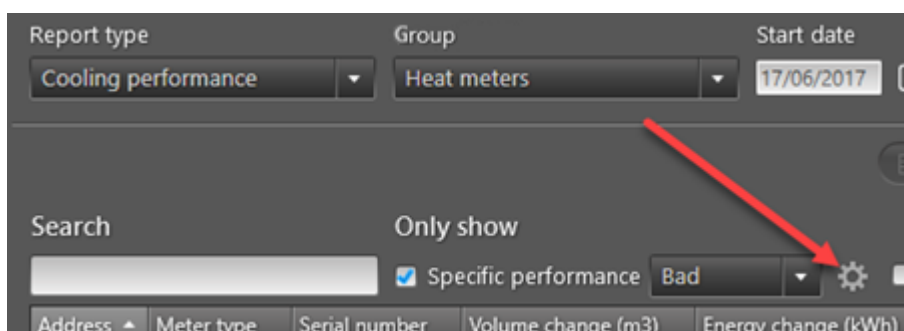 Report type Group Start date
Cooling performance Heat meters 17/06/2017
Search Only show
Specific performance Bad
Address Meter type Serial number Volume change (m3) Energy change (kWh)